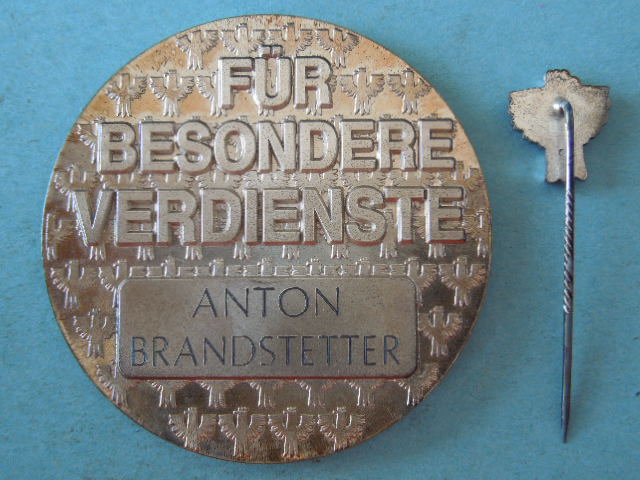 FÜR
BESONDERE
VERDIENSTE
ANTON
BRANDSTETTER